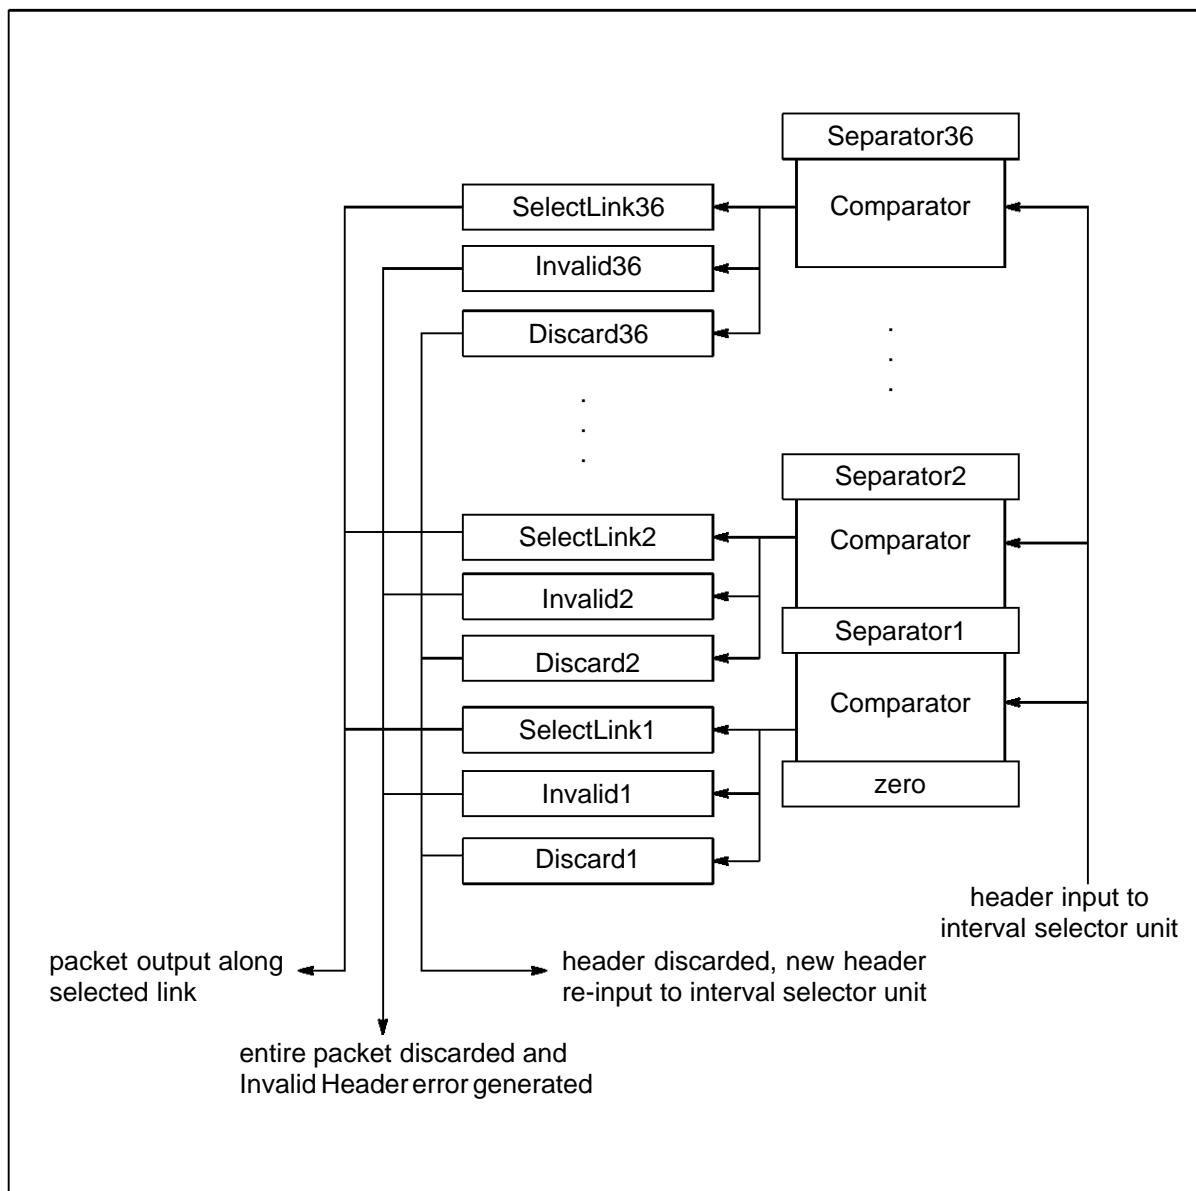 Separator36
Comparator
SelectLink36
Invalid36
Discard36
Separator2
Comparator
SelectLink2
Invalid2
Discard2
Separator1
Comparator
SelectLink1
Invalid1
zero
Discard1
header input to
interval selector unit
packet output along
selected link
header discarded, new header
re-input to interval selector unit
entire packet discarded and
Invalid Header error generated